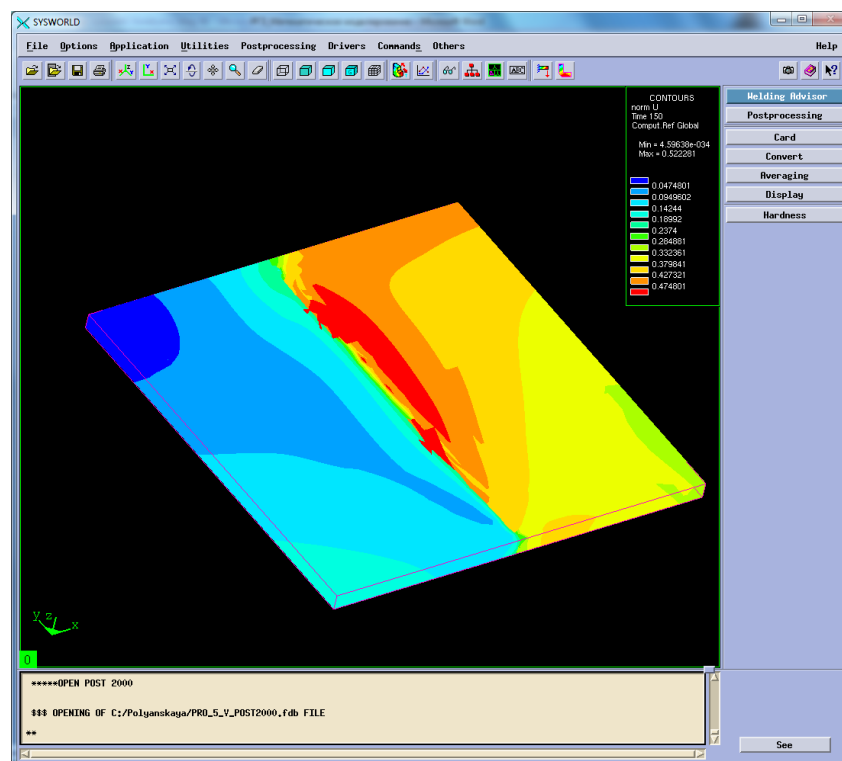 SYSWORLD
File Options Application Utilities Postprocessing Drivers Commands Others Help
CONTOURS
norm U
Time 150
Comput.Ref Global
Min = 4.59638e-034
Max = 0.522281
0.0474801
0.0949602
0.14244
0.18992
0.2374
0.284881
0.332361
0.379841
0.427321
0.474801
Welding Advisor
Postprocessing
Card
Convert
Averaging
Display
Hardness
y z x
0
*****OPEN POST 2000
$$$ OPENING OF C:/Polyanskaya/PRO_5_V_POST2000.fdb FILE
**
See